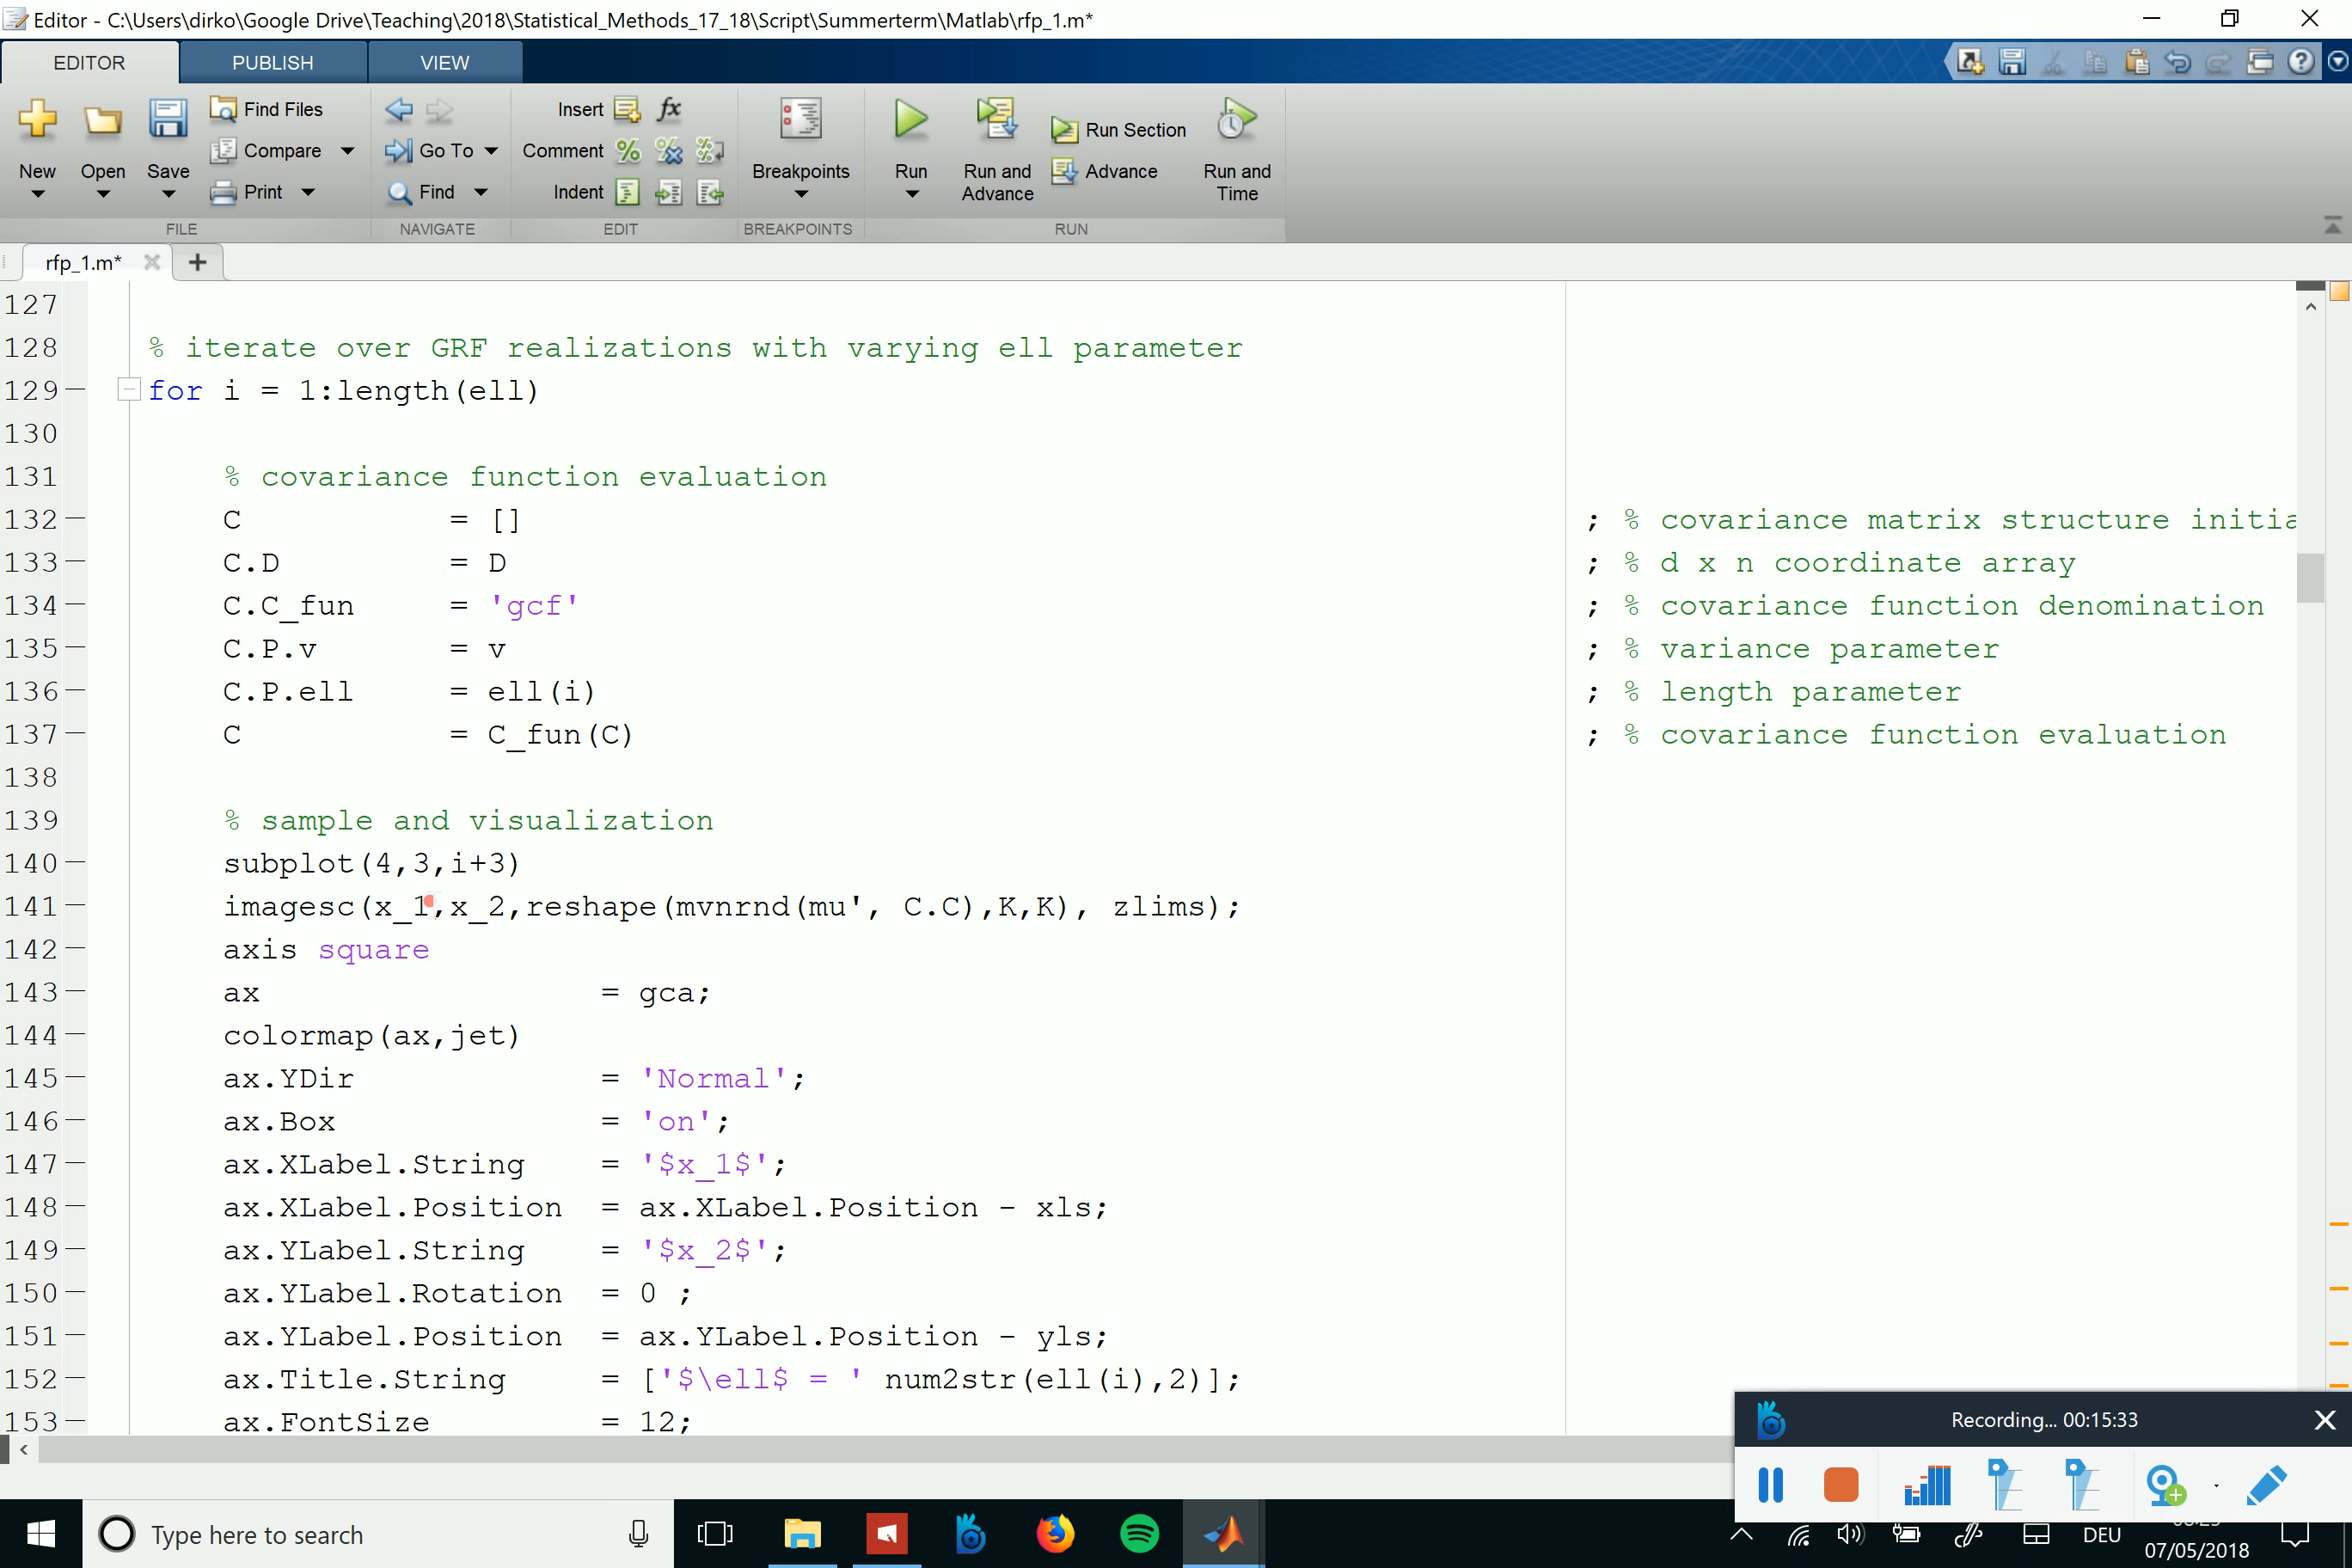 Editor - C:\Users\dirko\Google Drive\Teaching\2018\Statistical_Methods_17_18\Script\Summerterm\Matlab\rfp_1.m*
EDITOR PUBLISH VIEW
New Open Save Find Files Compare Print
Go To Find
Insert fx
Comment
Indent
Breakpoints
Run
Run and Advance
Run Section
Advance
Run and Time
FILE NAVIGATE EDIT BREAKPOINTS RUN
rfp_1.m*
127
128 % iterate over GRF realizations with varying ell parameter
129 for i = 1:length(ell)
130
131 % covariance function evaluation
132 C = [] ; % covariance matrix structure initia
133 C.D = D ; % d x n coordinate array
134 C.C_fun = 'gcf' ; % covariance function denomination
135 C.P.v = v ; % variance parameter
136 C.P.ell = ell(i) ; % length parameter
137 C = C_fun(C) ; % covariance function evaluation
138
139 % sample and visualization
140 subplot(4,3,i+3)
141 imagesc(x_1,x_2,reshape(mvnrnd(mu', C.C),K,K), zlims);
142 axis square
143 ax = gca;
144 colormap(ax,jet)
145 ax.YDir = 'Normal';
146 ax.Box = 'on';
147 ax.XLabel.String = '$x_1$';
148 ax.XLabel.Position = ax.XLabel.Position - xls;
149 ax.YLabel.String = '$x_2$';
150 ax.YLabel.Rotation = 0 ;
151 ax.YLabel.Position = ax.YLabel.Position - yls;
152 ax.Title.String = ['$\ell$ = ' num2str(ell(i),2)];
153 ax.FontSize = 12;
Recording... 00:15:33
Type here to search
DEU
07/05/2018